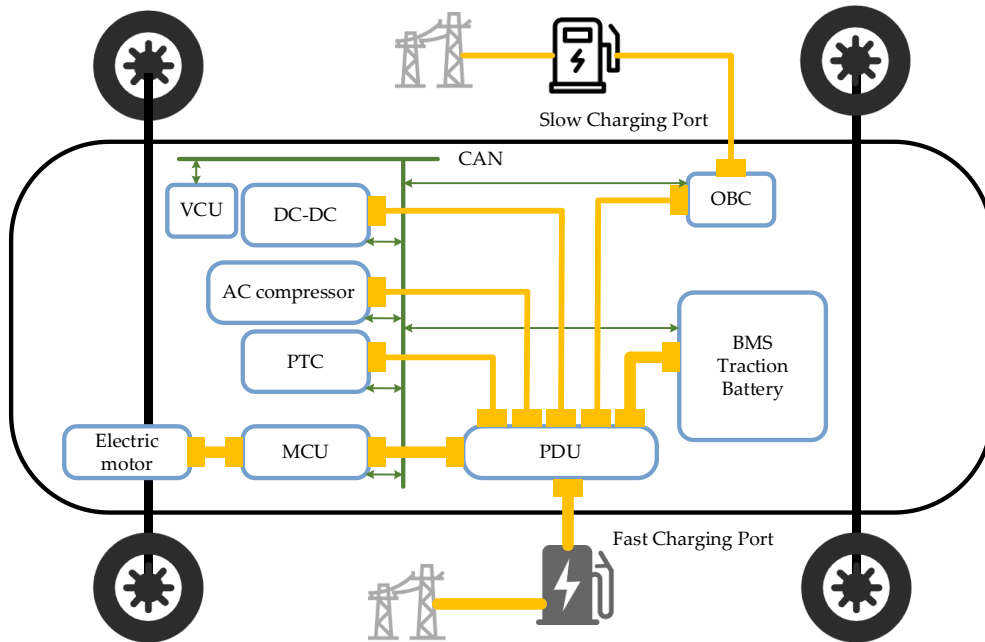 Slow Charging Port
CAN
VCU
DC-DC
OBC
AC compressor
BMS
Traction
Battery
PTC
Electric
motor
MCU
PDU
Fast Charging Port